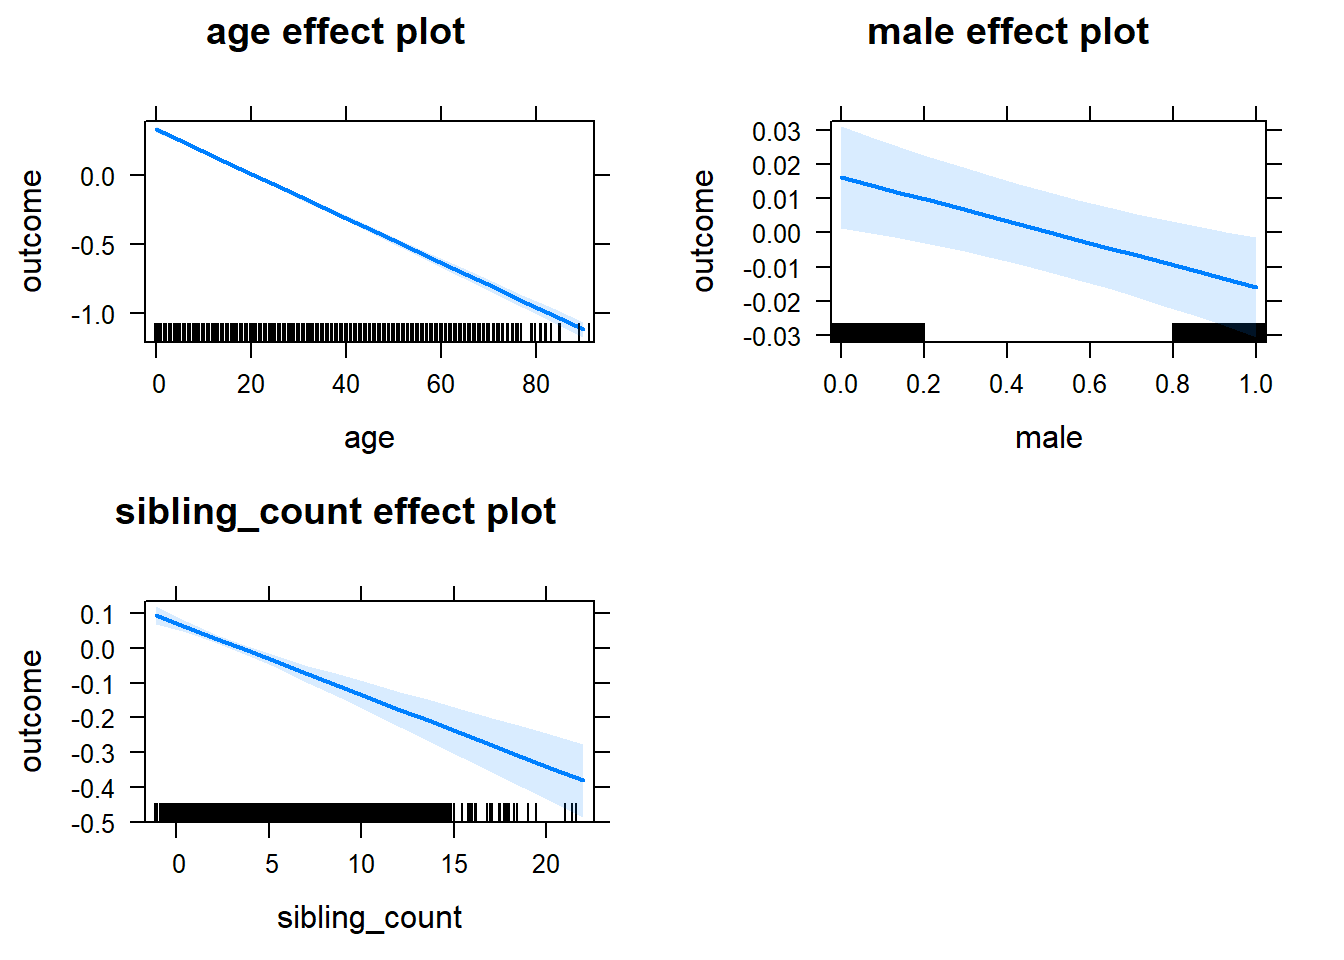 age effect plot
outcome
0.0
-0.5
-1.0
0 20 40 60 80
age
male effect plot
outcome
0.03
0.02
0.01
0.00
-0.01
-0.02
-0.03
0.0 0.2 0.4 0.6 0.8 1.0
male
sibling_count effect plot
outcome
0.1
0.0
-0.1
-0.2
-0.3
-0.4
-0.5
0 5 10 15 20
sibling_count